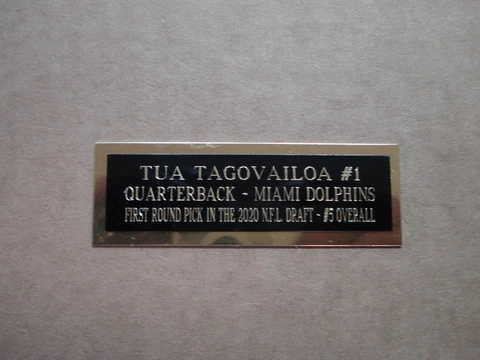 TUA TAGOVAILOA #1
QUARTERBACK - MIAMI DOLPHINS
FIRST ROUND PICK IN THE 2020 N.F.L. DRAFT - #5 OVERALL